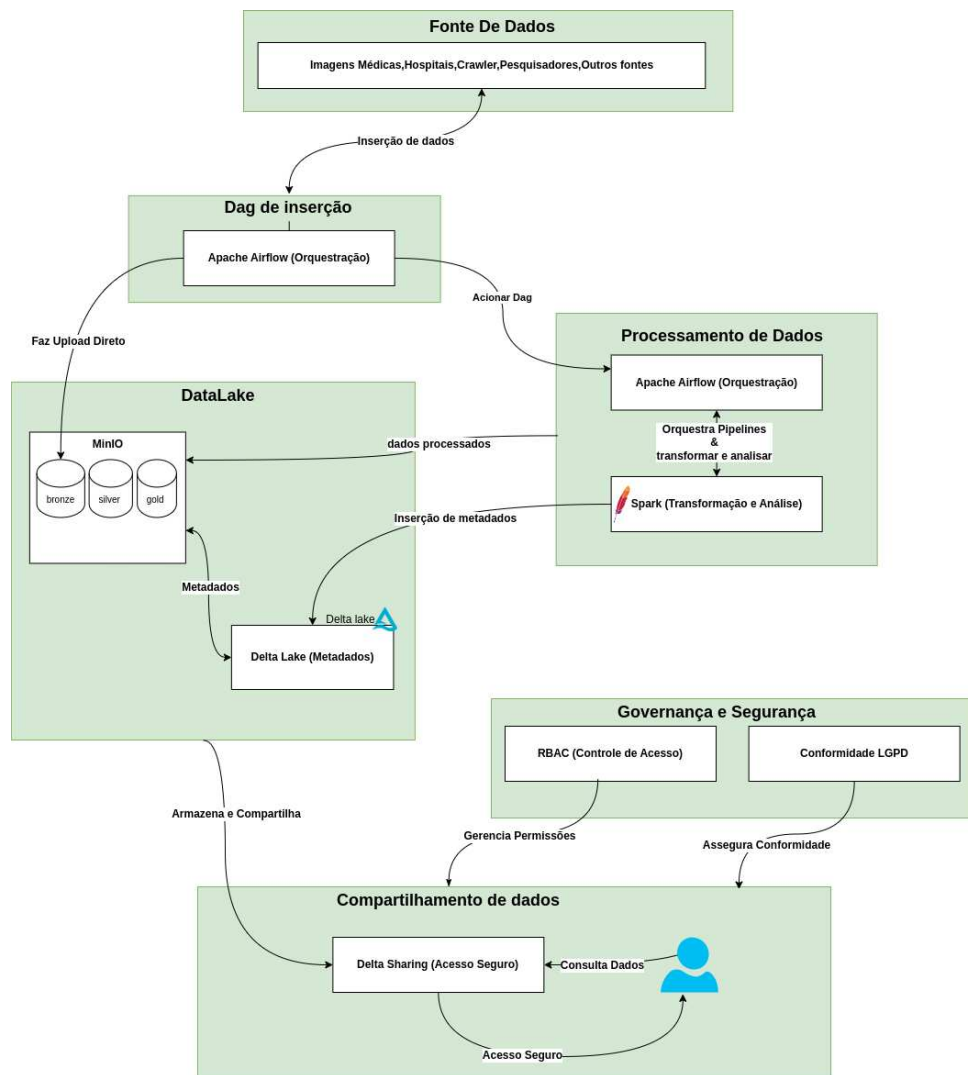 Fonte De Dados
Imagens Médicas,Hospitais,Crawler,Pesquisadores,Outros fontes
Inserção de dados
Dag de inserção
Apache Airflow (Orquestração)
Acionar Dag
Faz Upload Direto
Processamento de Dados
Apache Airflow (Orquestração)
Orquestra Pipelines
&
transformar e analisar
Spark (Transformação e Análise)
DataLake
MinIO
bronze
silver
gold
dados processados
Inserção de metadados
Metadados
Delta lake
Delta Lake (Metadados)
Governança e Segurança
RBAC (Controle de Acesso)
Conformidade LGPD
Armazena e Compartilha
Gerencia Permissões
Assegura Conformidade
Compartilhamento de dados
Delta Sharing (Acesso Seguro)
Consulta Dados
Acesso Seguro